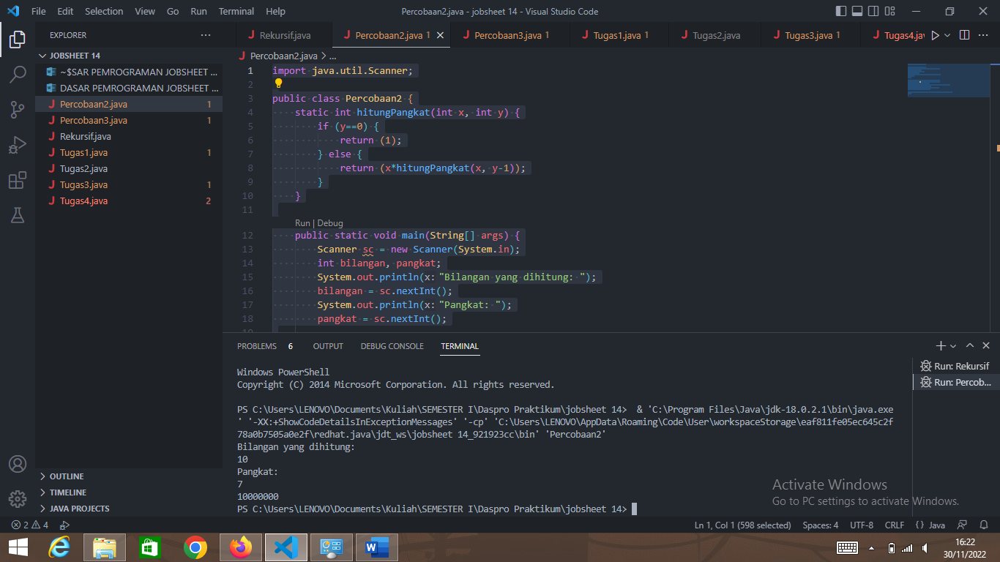 File Edit Selection View Go Run Terminal Help Percobaan2.java - jobsheet 14 - Visual Studio Code
EXPLORER ...
Rekursif.java Percobaan2.java 1 Percobaan3.java 1 Tugas1.java 1 Tugas2.java Tugas3.java 1 Tugas4.jav ...
JOBSHEET 14
~$SAR PEMROGRAMAN JOBSHEET ...
DASAR PEMROGRAMAN JOBSHEET ...
Percobaan2.java 1
Percobaan3.java 1
Rekursif.java
Tugas1.java 1
Tugas2.java
Tugas3.java 1
Tugas4.java 2
OUTLINE
TIMELINE
JAVA PROJECTS
Percobaan2.java > ...
1 import java.util.Scanner;
2
3 public class Percobaan2 {
4 static int hitungPangkat(int x, int y) {
5 if (y==0) {
6 return (1);
7 } else {
8 return (x*hitungPangkat(x, y-1));
9 }
10 }
11
Run | Debug
12 public static void main(String[] args) {
13 Scanner sc = new Scanner(System.in);
14 int bilangan, pangkat;
15 System.out.println(x: "Bilangan yang dihitung: ");
16 bilangan = sc.nextInt();
17 System.out.println(x: "Pangkat: ");
18 pangkat = sc.nextInt();
PROBLEMS 6 OUTPUT DEBUG CONSOLE TERMINAL
Windows PowerShell
Copyright (C) 2014 Microsoft Corporation. All rights reserved.
PS C:\Users\LENOVO\Documents\Kuliah\SEMESTER I\Daspro Praktikum\jobsheet 14> & 'C:\Program Files\Java\jdk-18.0.2.1\bin\java.exe
' '-XX:+ShowCodeDetailsInExceptionMessages' '-cp' 'C:\Users\LENOVO\AppData\Roaming\Code\User\workspaceStorage\eaf811fe05ec645c2f
78a0b7505a0e2f\redhat.java\jdt_ws\jobsheet 14_921923cc\bin' 'Percobaan2'
Bilangan yang dihitung:
10
Pangkat:
7
10000000
PS C:\Users\LENOVO\Documents\Kuliah\SEMESTER I\Daspro Praktikum\jobsheet 14>
Run: Rekursif
Run: Percob...
Activate Windows
Go to PC settings to activate Windows.
2 4 Ln 1, Col 1 (598 selected) Spaces: 4 UTF-8 CRLF {} Java
16:22
30/11/2022